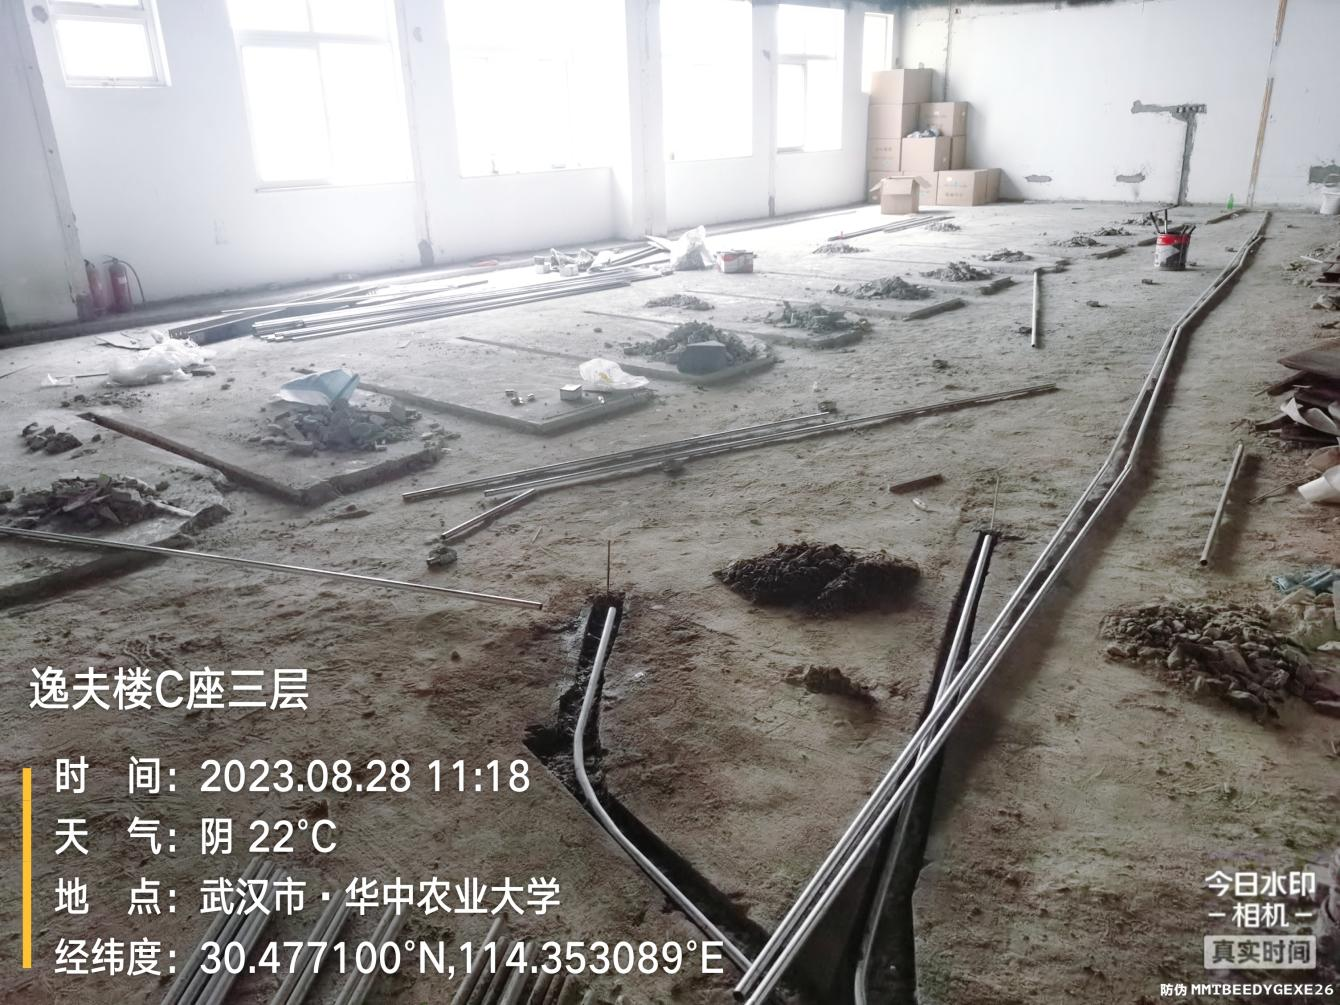 逸夫楼C座三层
时 间：2023.08.28 11:18
天 气：阴 22°C
地 点：武汉市·华中农业大学
经纬度：30.477100°N,114.353089°E
今日水印
-相机-
真实时间
防伪 MMTBEEDYGEXE26